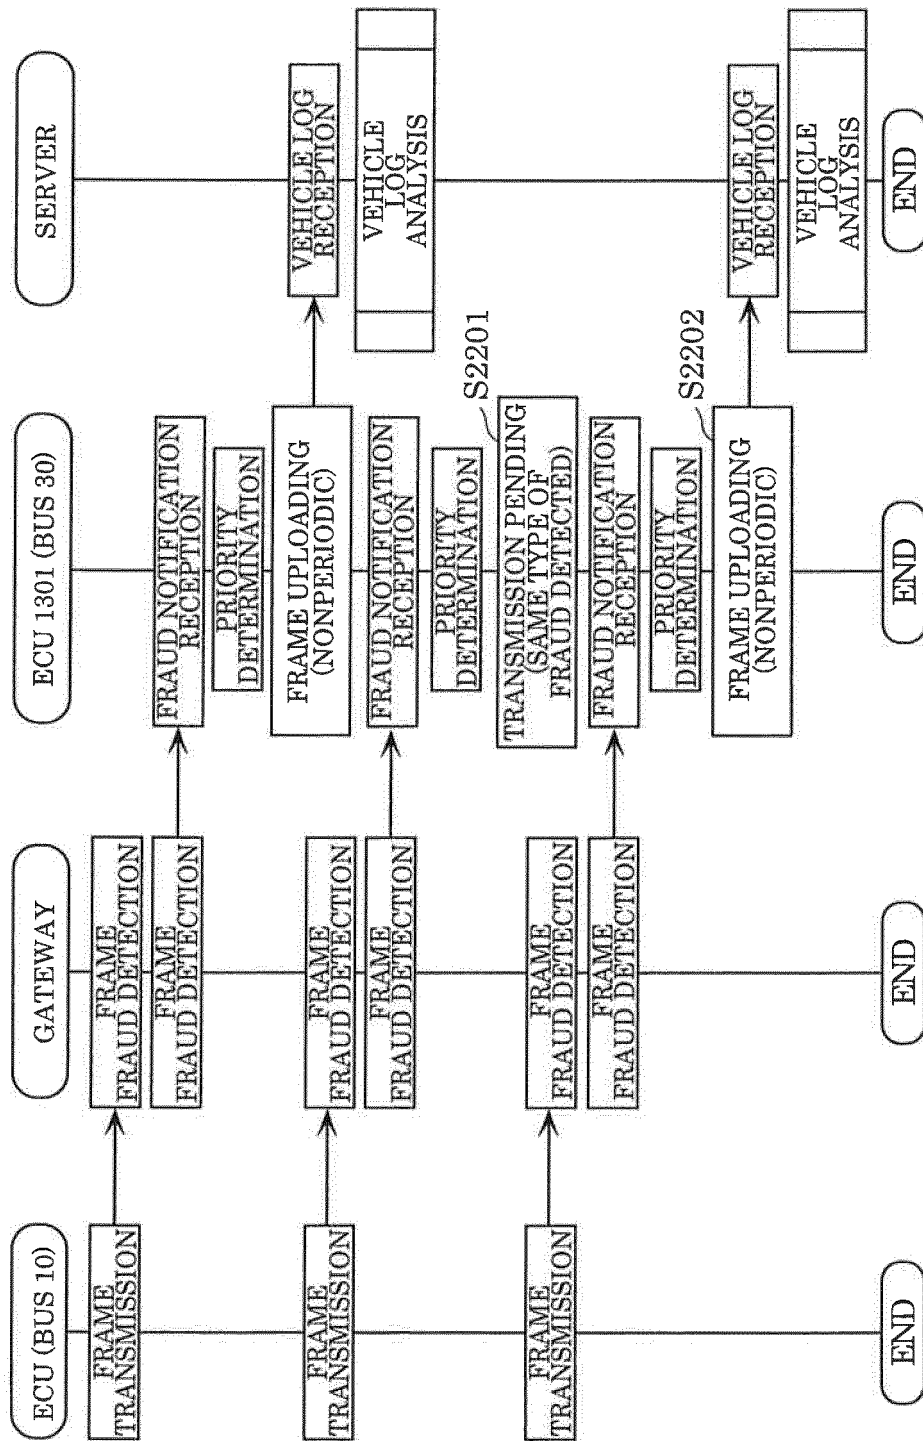 ECU (BUS 10)
FRAME
TRANSMISSION
FRAME
TRANSMISSION
FRAME
TRANSMISSION
END
GATEWAY
FRAME
FRAUD DETECTION
FRAME
FRAUD DETECTION
FRAME
FRAUD DETECTION
FRAME
FRAUD DETECTION
FRAME
FRAUD DETECTION
FRAME
FRAUD DETECTION
END
ECU 1301 (BUS 30)
FRAUD NOTIFICATION
RECEPTION
PRIORITY
DETERMINATION
FRAME UPLOADING
(NONPERIODIC)
FRAUD NOTIFICATION
RECEPTION
PRIORITY
DETERMINATION
S2201
TRANSMISSION PENDING
(SAME TYPE OF
FRAUD DETECTED)
FRAUD NOTIFICATION
RECEPTION
PRIORITY
DETERMINATION
S2202
FRAME UPLOADING
(NONPERIODIC)
END
SERVER
VEHICLE LOG
RECEPTION
VEHICLE
LOG
ANALYSIS
VEHICLE LOG
RECEPTION
VEHICLE
LOG
ANALYSIS
END